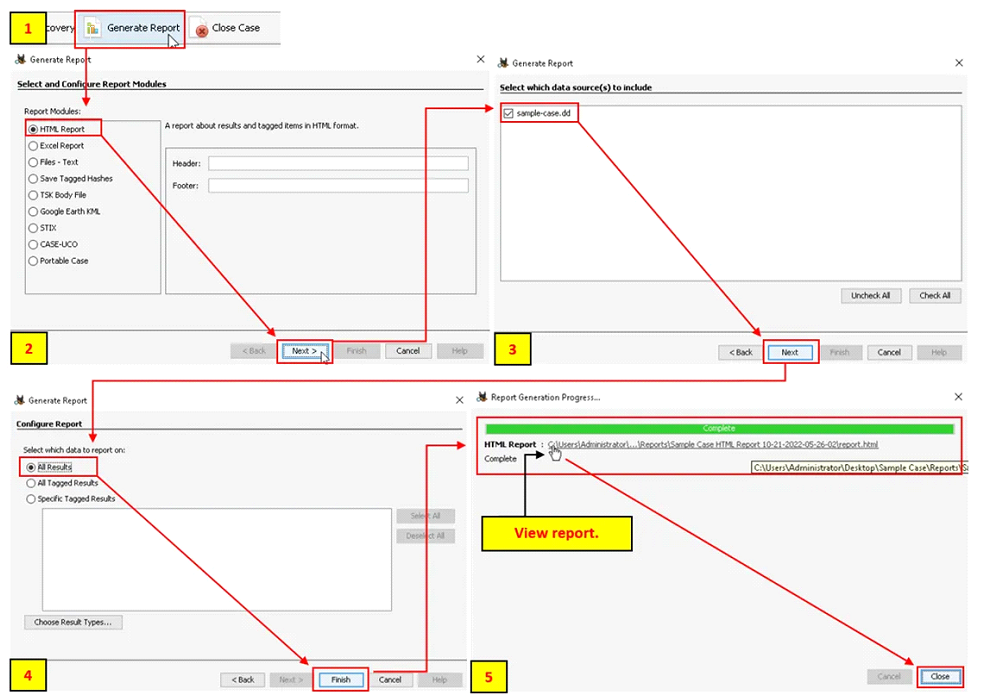 1
covery
Generate Report
Close Case
Generate Report
Select and Configure Report Modules
Report Modules:
HTML Report
Excel Report
Files - Text
Save Tagged Hashes
TSK Body File
Google Earth KML
STIX
CASE-UCO
Portable Case
A report about results and tagged items in HTML format.
Header:
Footer:
2
< Back
Next >
Finish
Cancel
Help
Generate Report
Select which data source(s) to include
sample-case.dd
Uncheck All
Check All
3
< Back
Next
Finish
Cancel
Help
Generate Report
Configure Report
Select which data to report on:
All Results
All Tagged Results
Specific Tagged Results
Select All
Deselect All
Choose Result Types...
4
< Back
Next >
Finish
Cancel
Help
Report Generation Progress...
Complete
HTML Report : C:\Users\Administrator\...\Reports\Sample Case HTML Report 10-21-2022-05-26-02\report.html
Complete
C:\Users\Administrator\Desktop\Sample Case\Reports\Sa
View report.
5
Cancel
Close